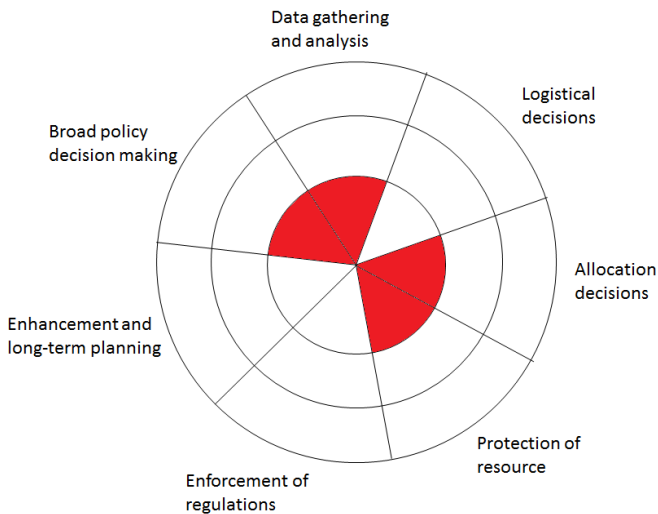 Data gathering
and analysis
Logistical
decisions
Allocation
decisions
Protection of
resource
Enforcement of
regulations
Enhancement and
long-term planning
Broad policy
decision making